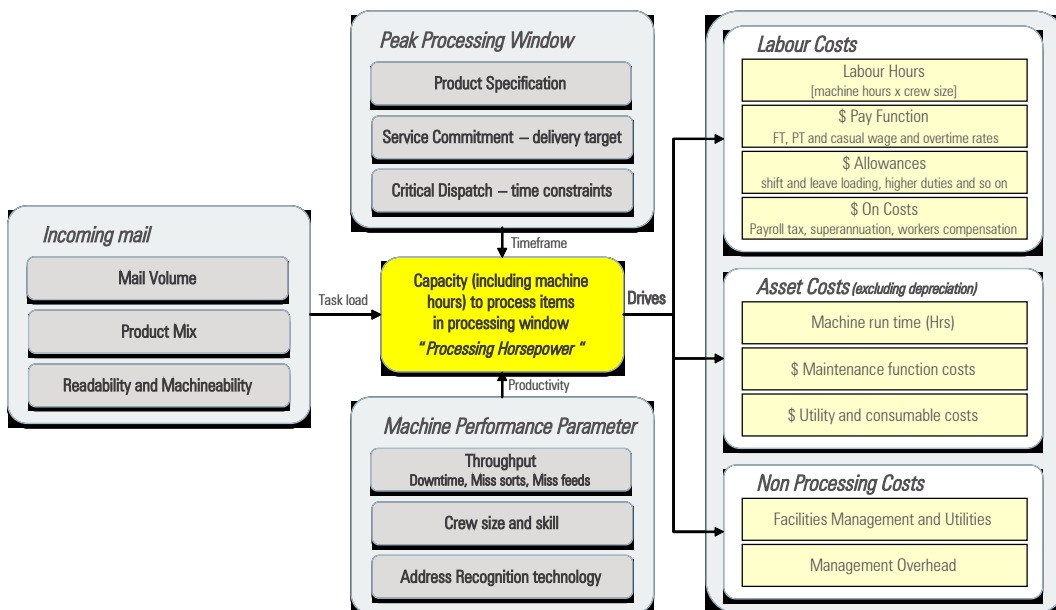 Peak Processing Window
Product Specification
Service Commitment – delivery target
Critical Dispatch – time constraints
Timeframe
Incoming mail
Mail Volume
Product Mix
Readability and Machineability
Task load
Capacity (including machine
hours) to process items
in processing window
" Processing Horsepower "
Drives
Productivity
Machine Performance Parameter
Throughput
Downtime, Miss sorts, Miss feeds
Crew size and skill
Address Recognition technology
Labour Costs
Labour Hours
[machine hours x crew size]
$ Pay Function
FT, PT and casual wage and overtime rates
$ Allowances
shift and leave loading, higher duties and so on
$ On Costs
Payroll tax, superannuation, workers compensation
Asset Costs (excluding depreciation)
Machine run time (Hrs)
$ Maintenance function costs
$ Utility and consumable costs
Non Processing Costs
Facilities Management and Utilities
Management Overhead